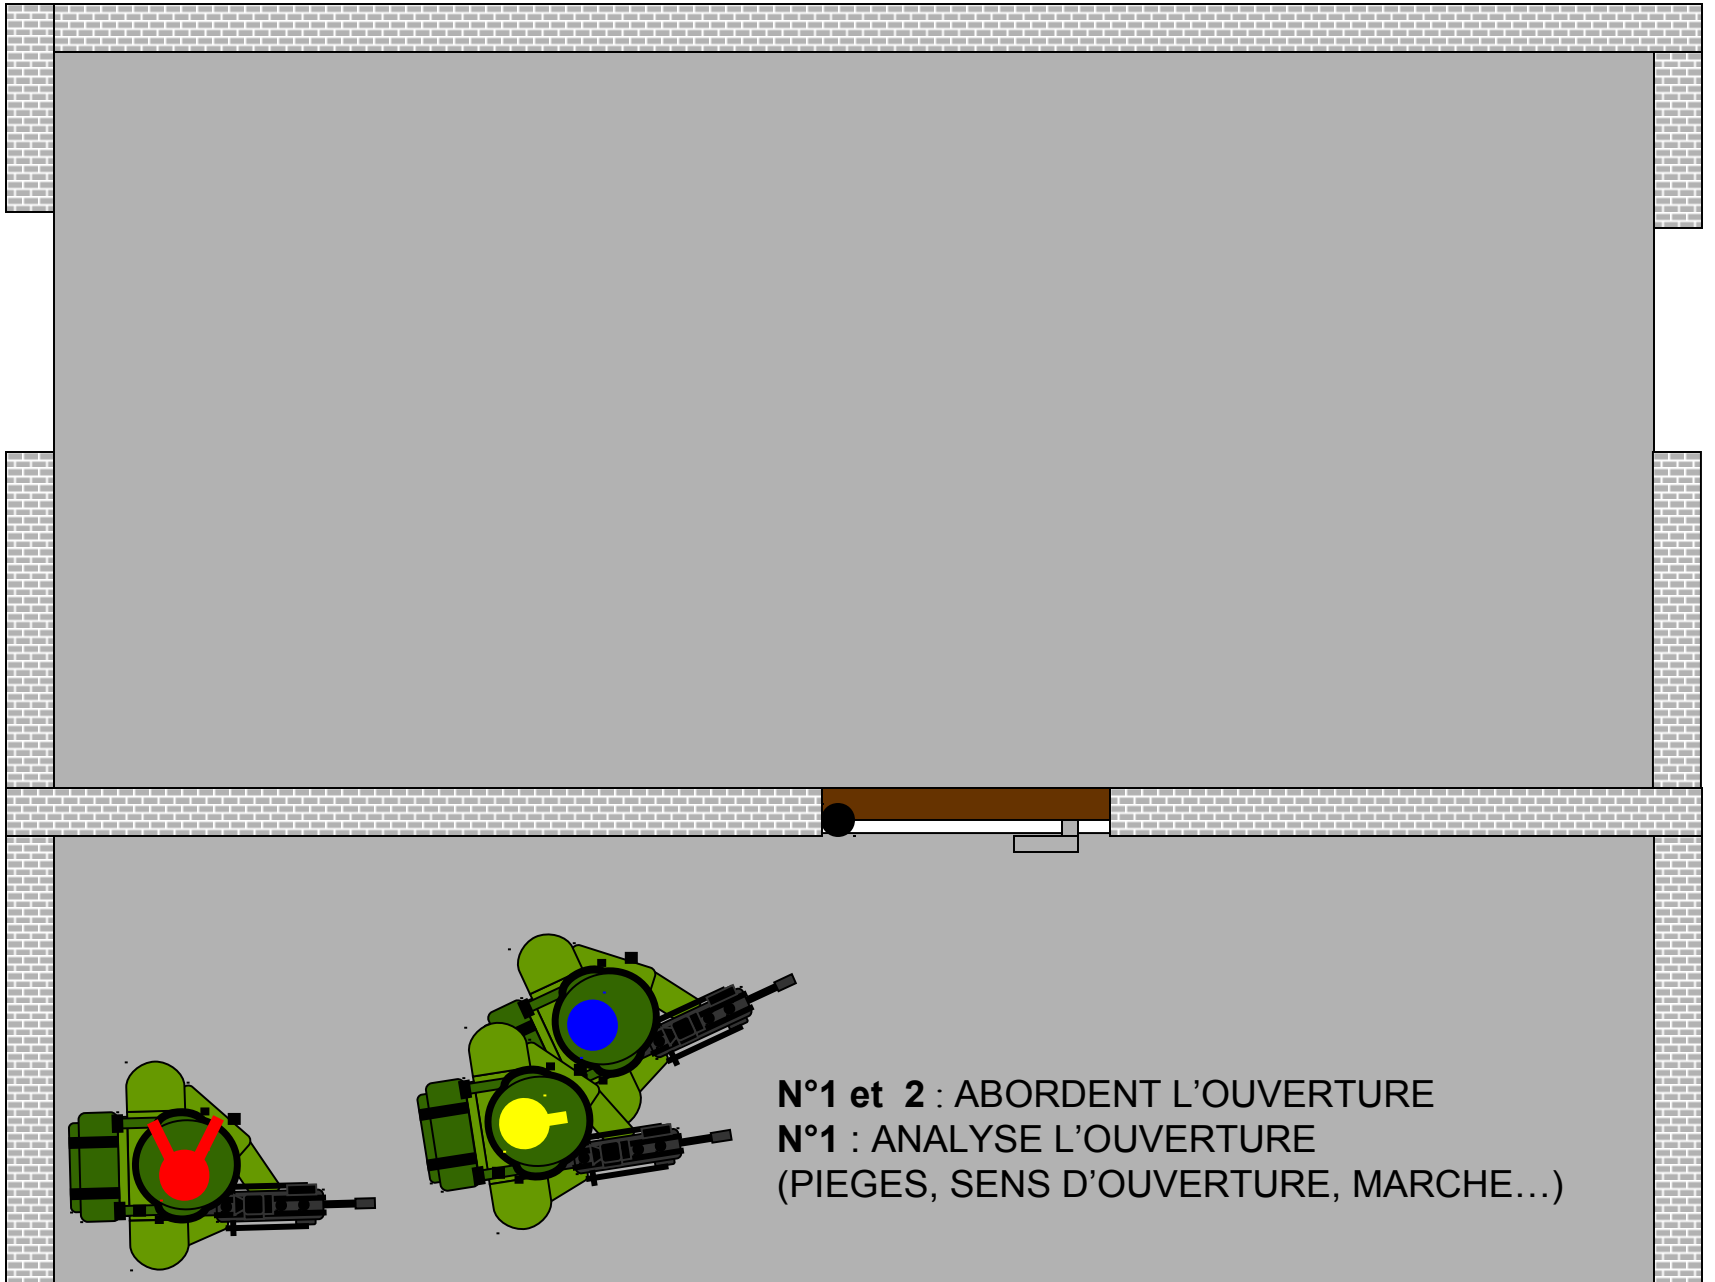 N°1 et 2 : ABORDENT L’OUVERTURE
N°1 : ANALYSE L’OUVERTURE
(PIEGES, SENS D’OUVERTURE, MARCHE…)